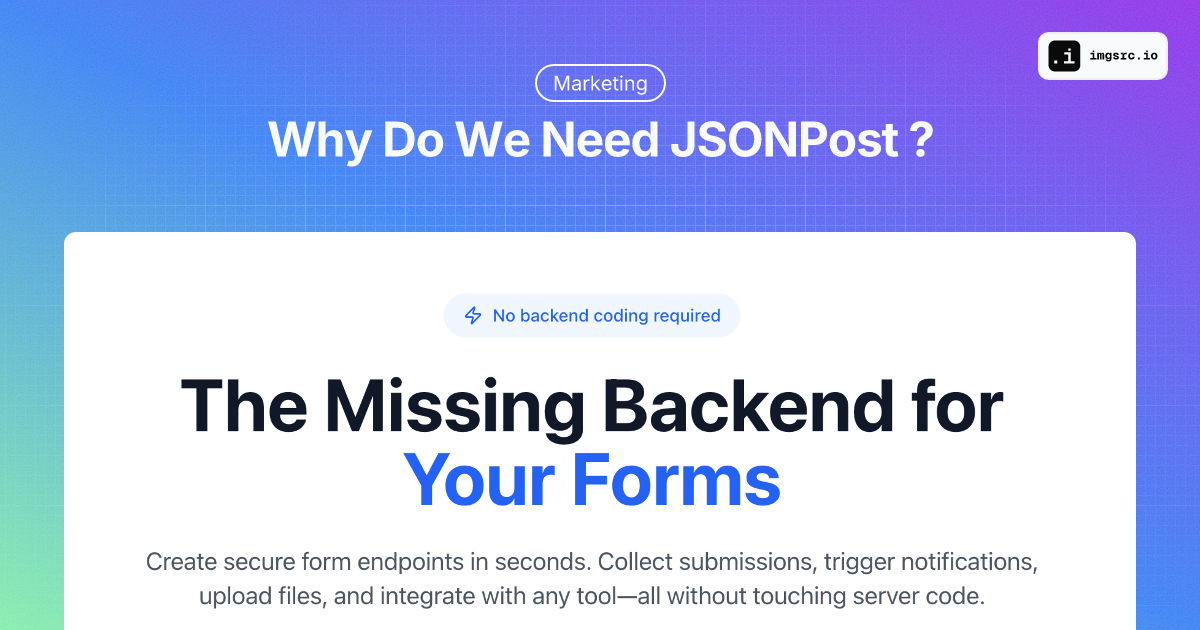 .i imgsrc.io
Marketing
Why Do We Need JSONPost ?
No backend coding required
The Missing Backend for
Your Forms
Create secure form endpoints in seconds. Collect submissions, trigger notifications,
upload files, and integrate with any tool—all without touching server code.